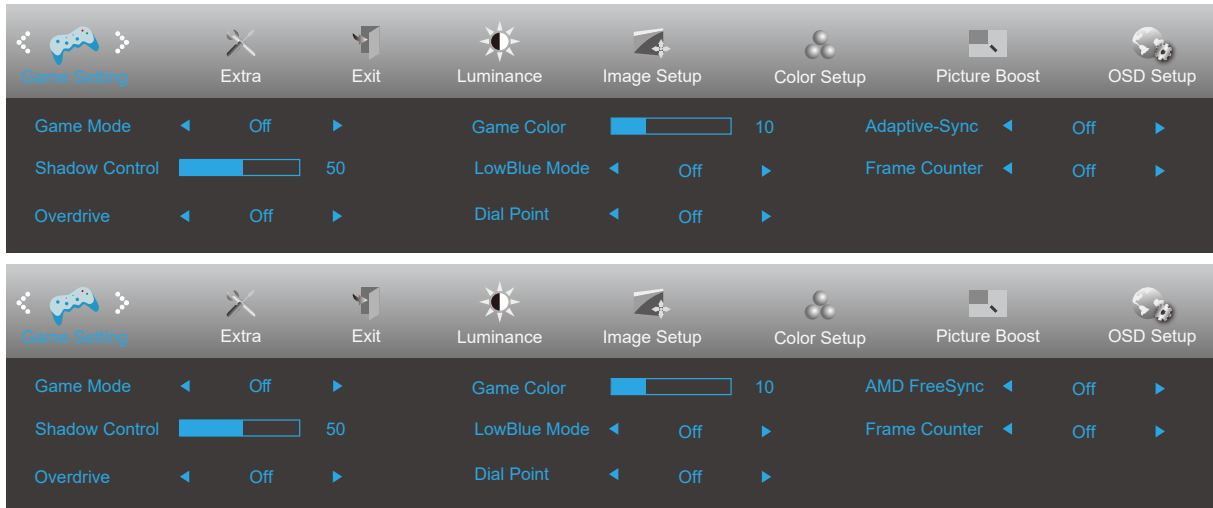 Game Setting Extra Exit Luminance Image Setup Color Setup Picture Boost OSD Setup
Game Mode Off Game Color 10 Adaptive-Sync Off
Shadow Control 50 LowBlue Mode Off Frame Counter Off
Overdrive Off Dial Point Off
Game Setting Extra Exit Luminance Image Setup Color Setup Picture Boost OSD Setup
Game Mode Off Game Color 10 AMD FreeSync Off
Shadow Control 50 LowBlue Mode Off Frame Counter Off
Overdrive Off Dial Point Off